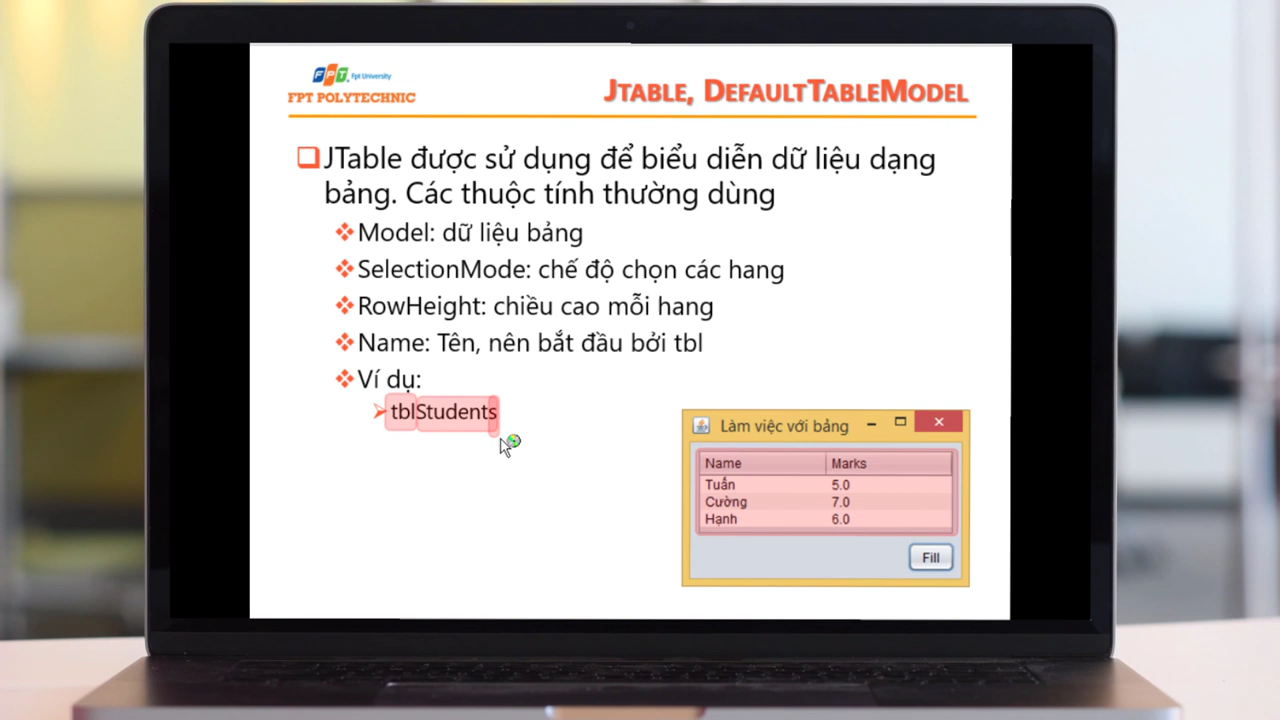 FPT. Fpt University
FPT POLYTECHNIC
JTABLE, DEFAULTTABLEMODEL
JTable được sử dụng để biểu diễn dữ liệu dạng
bảng. Các thuộc tính thường dùng
Model: dữ liệu bảng
SelectionMode: chế độ chọn các hang
RowHeight: chiều cao mỗi hang
Name: Tên, nên bắt đầu bởi tbl
Ví dụ:
tblStudents
Làm việc với bảng
Name Marks
Tuấn 5.0
Cường 7.0
Hạnh 6.0
Fill